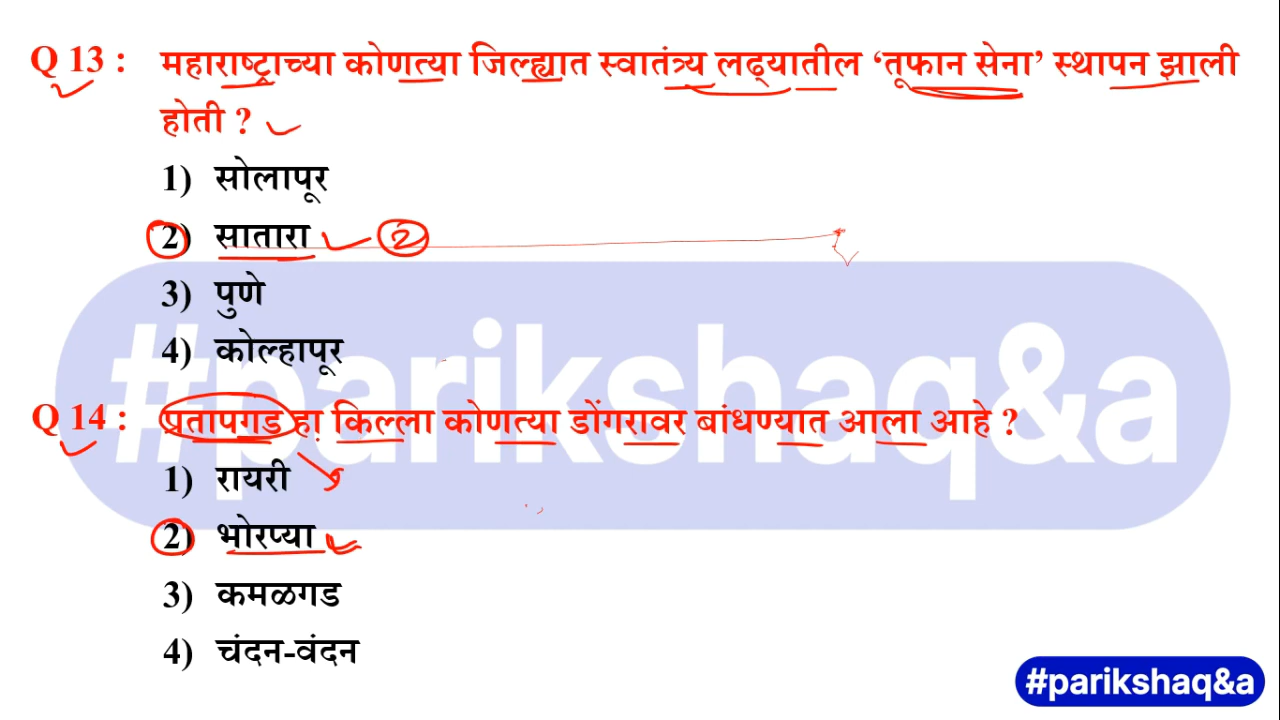 Q 13 : महाराष्ट्राच्या कोणत्या जिल्ह्यात स्वातंत्र्य लढ्यातील ‘तूफान सेना’ स्थापन झाली
होती ?
1) सोलापूर
2) सातारा 2
3) पुणे
4) कोल्हापूर
#parikshaq&a
Q 14 : प्रतापगड हा किल्ला कोणत्या डोंगरावर बांधण्यात आला आहे ?
1) रायरी
2) भोरप्या
3) कमळगड
4) चंदन-वंदन
#parikshaq&a